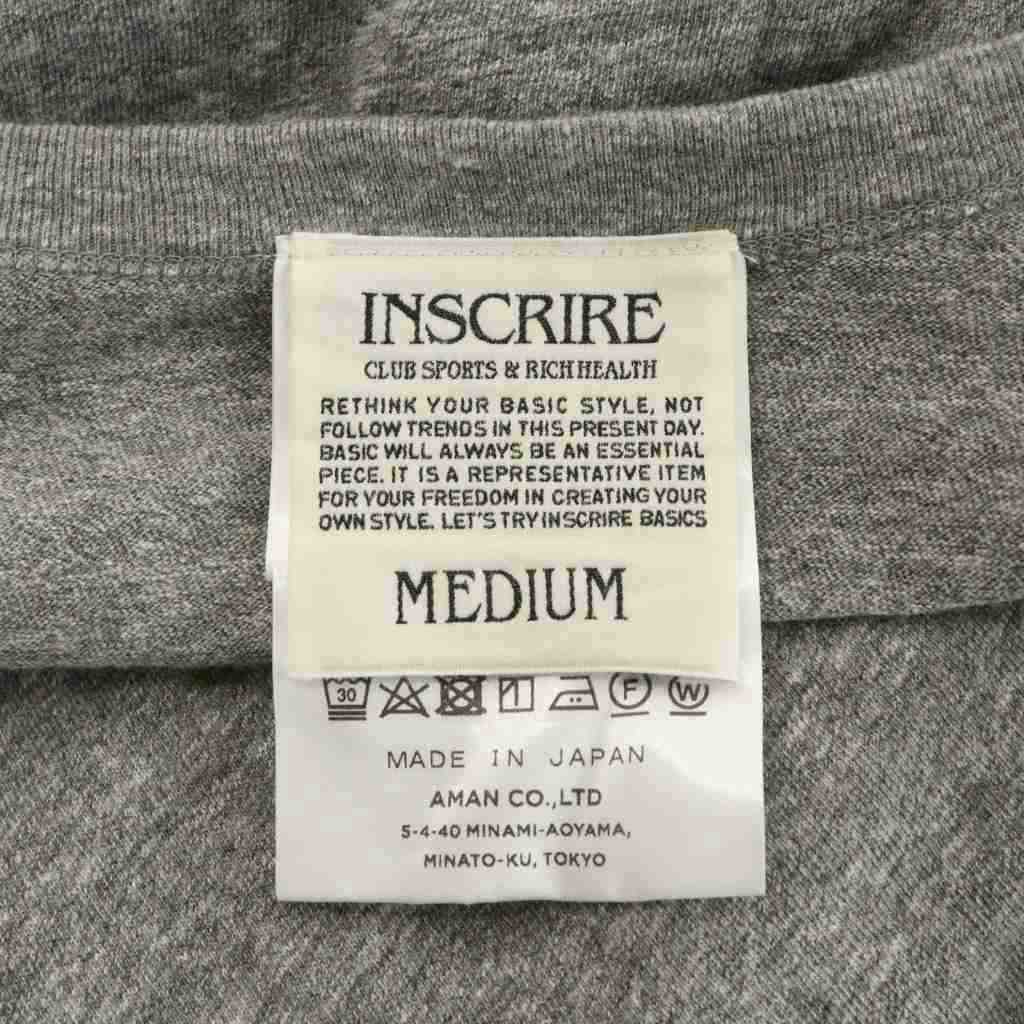 INSCRIRE
CLUB SPORTS & RICH HEALTH
RETHINK YOUR BASIC STYLE, NOT
FOLLOW TRENDS IN THIS PRESENT DAY.
BASIC WILL ALWAYS BE AN ESSENTIAL
PIECE. IT IS A REPRESENTATIVE ITEM
FOR YOUR FREEDOM IN CREATING YOUR
OWN STYLE. LET'S TRY INSCRIRE BASICS
MEDIUM
30 F W
MADE IN JAPAN
AMAN CO.,LTD
5-4-40 MINAMI-AOYAMA,
MINATO-KU, TOKYO